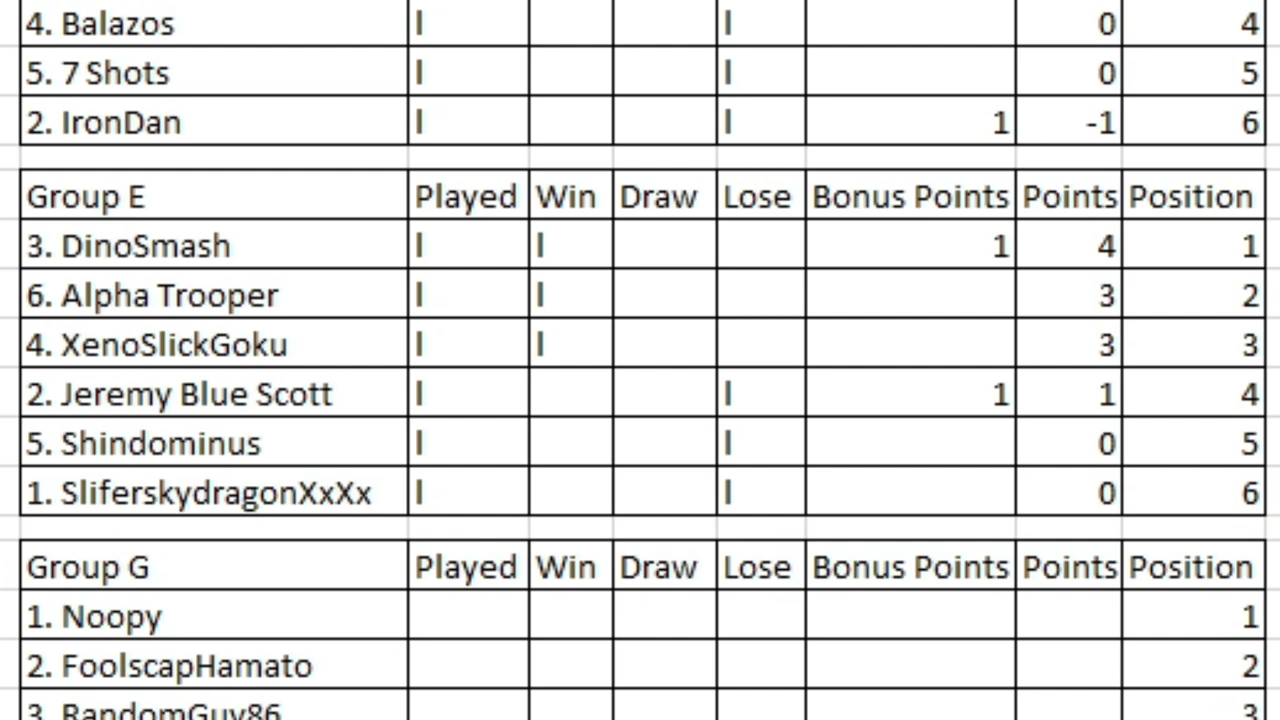 4. Balazos l l 0 4
5. 7 Shots l l 0 5
2. IronDan l l 1 -1 6
Group E Played Win Draw Lose Bonus Points Points Position
3. DinoSmash l l 1 4 1
6. Alpha Trooper l l 3 2
4. XenoSlickGoku l l 3 3
2. Jeremy Blue Scott l l 1 1 4
5. Shindominus l l 0 5
1. SliferskydragonXxXx l l 0 6
Group G Played Win Draw Lose Bonus Points Points Position
1. Noopy 1
2. FoolscapHamato 2
3. RandomGuy86 3